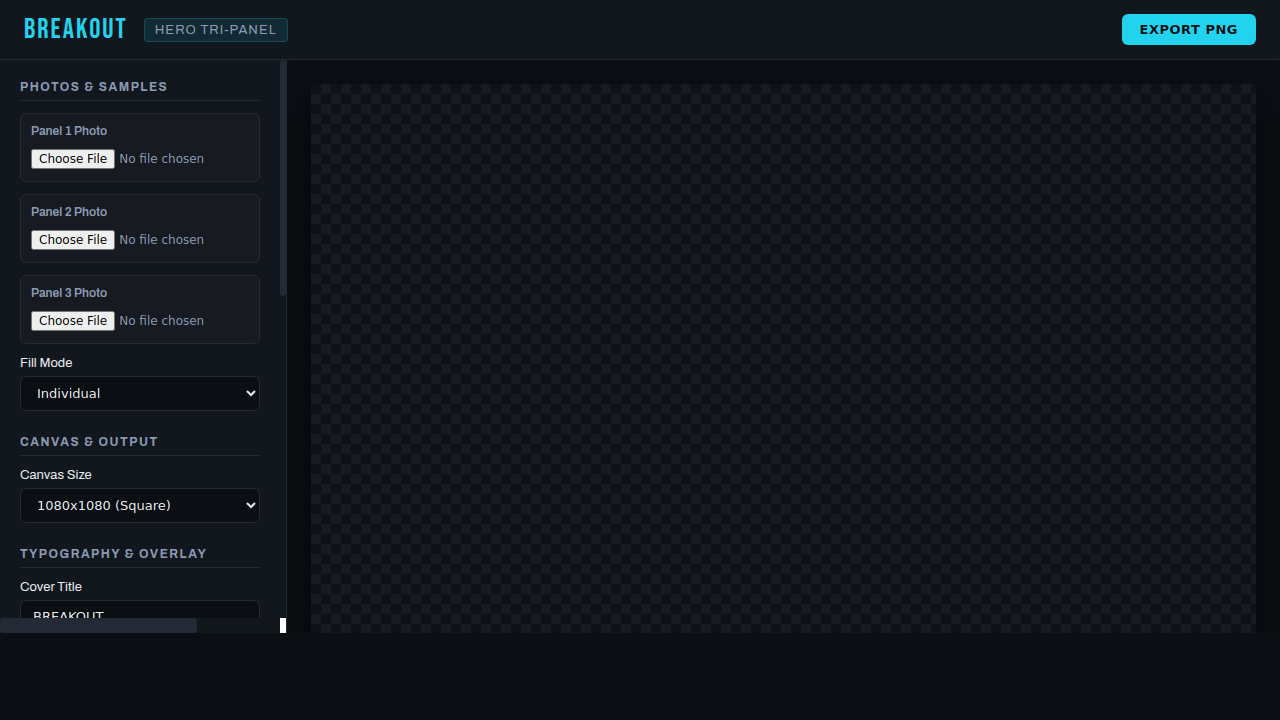 BREAKOUT
HERO TRI-PANEL
EXPORT PNG
PHOTOS & SAMPLES
Panel 1 Photo
Choose File No file chosen
Panel 2 Photo
Choose File No file chosen
Panel 3 Photo
Choose File No file chosen
Fill Mode
Individual
CANVAS & OUTPUT
Canvas Size
1080x1080 (Square)
TYPOGRAPHY & OVERLAY
Cover Title
BREAKOUT